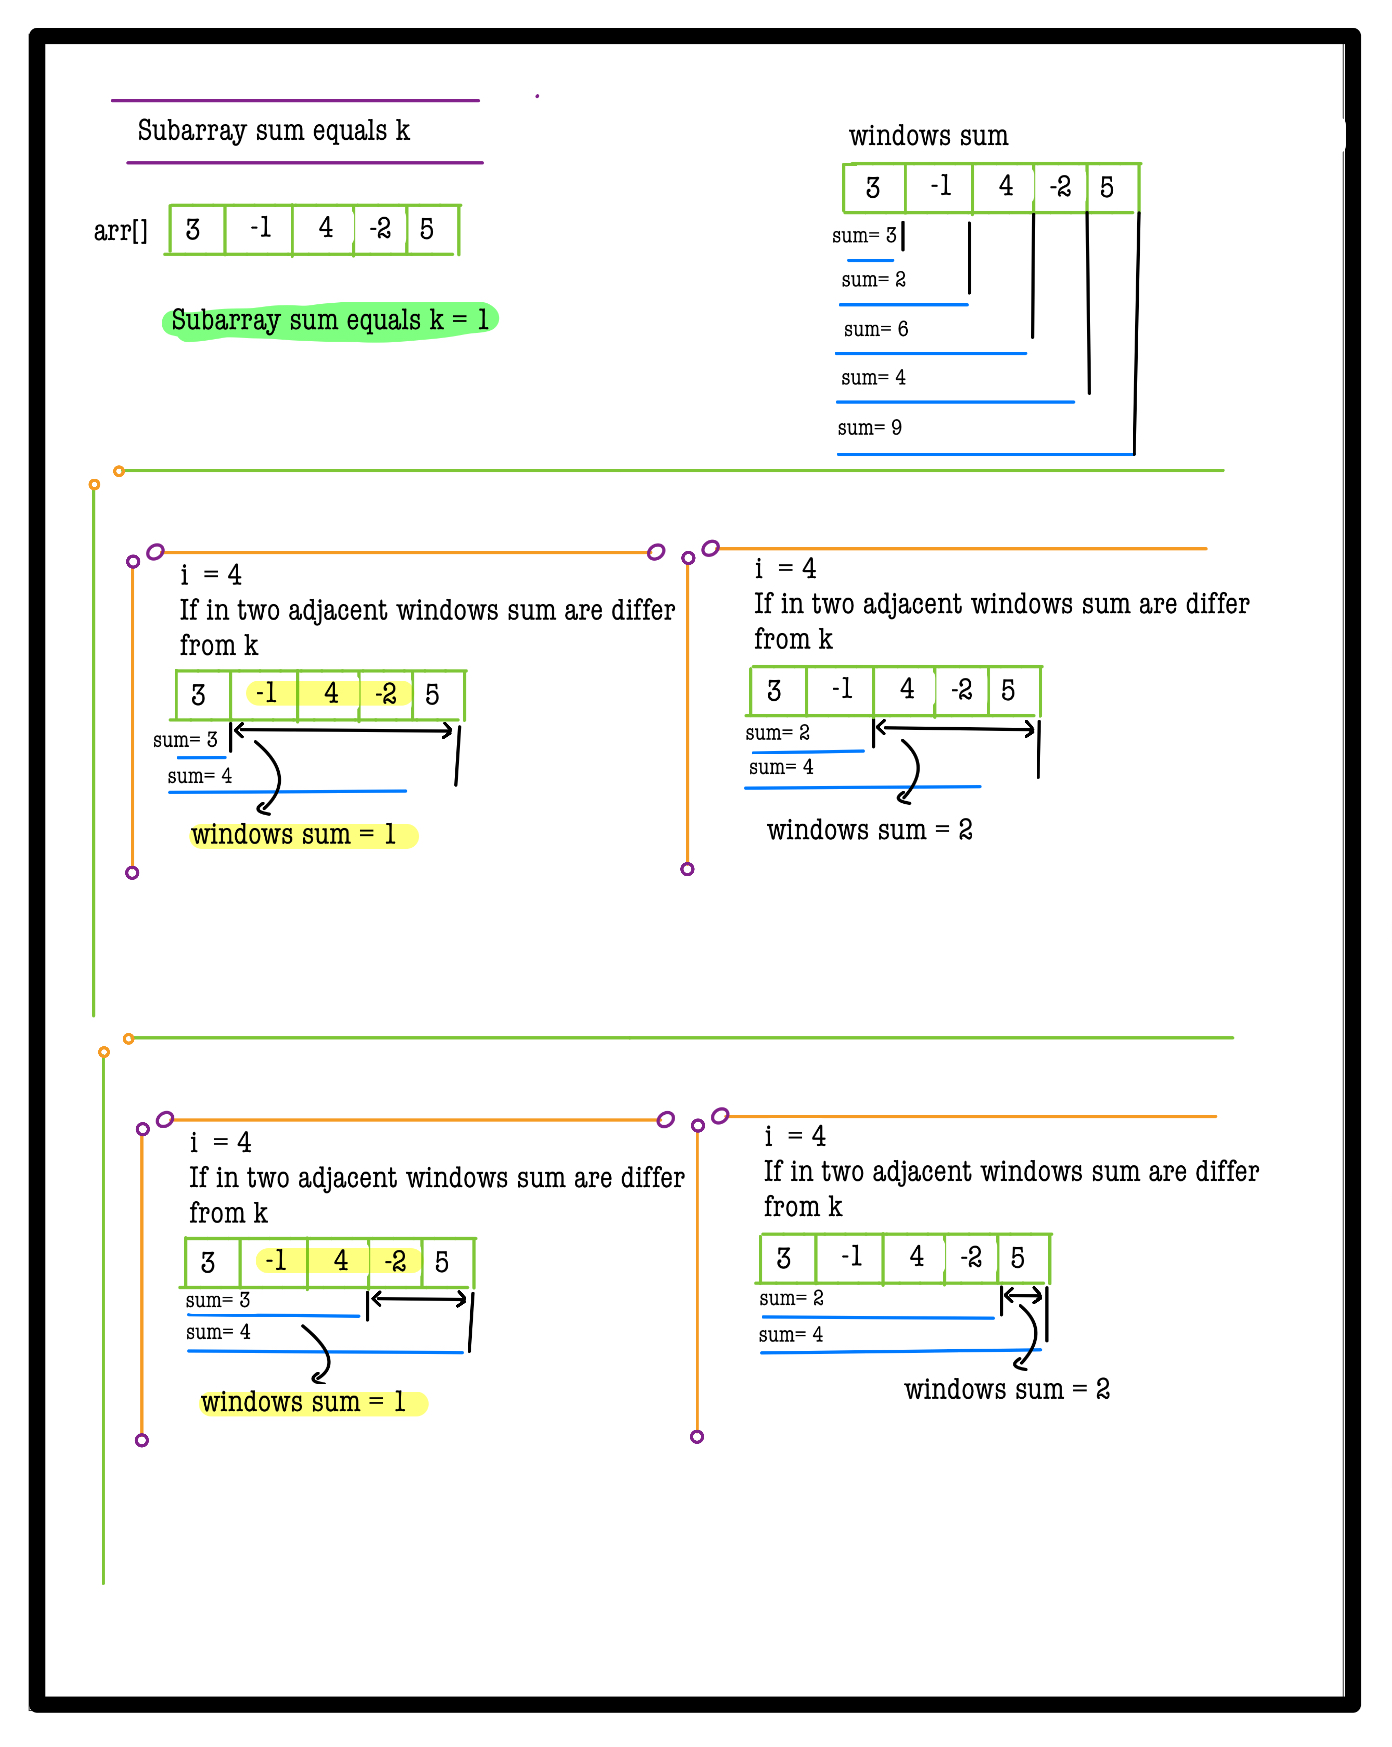 Subarray sum equals k
arr[] 3 -1 4 -2 5
Subarray sum equals k = 1
windows sum
3 -1 4 -2 5
sum= 3
sum= 2
sum= 6
sum= 4
sum= 9
i = 4
If in two adjacent windows sum are differ
from k
3 -1 4 -2 5
sum= 3
sum= 4
windows sum = 1
i = 4
If in two adjacent windows sum are differ
from k
3 -1 4 -2 5
sum= 2
sum= 4
windows sum = 2
i = 4
If in two adjacent windows sum are differ
from k
3 -1 4 -2 5
sum= 3
sum= 4
windows sum = 1
i = 4
If in two adjacent windows sum are differ
from k
3 -1 4 -2 5
sum= 2
sum= 4
windows sum = 2